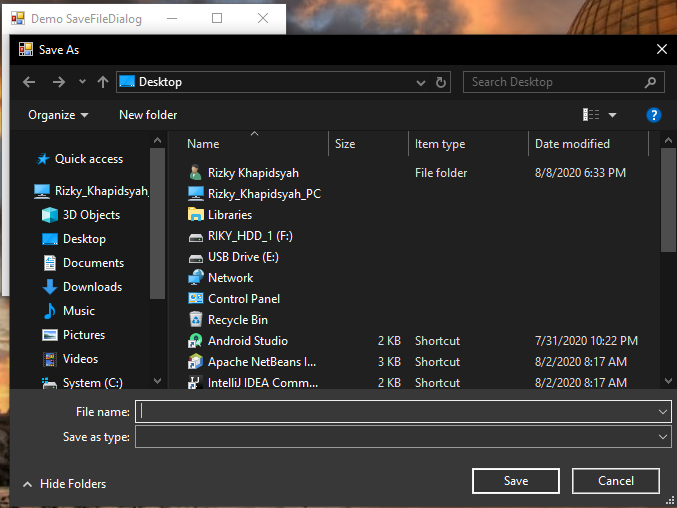 Demo SaveFileDialog
Save As
Desktop
Search Desktop
Organize
New folder
Name Size Item type Date modified
Quick access
Rizky_Khapidsyah_
3D Objects
Desktop
Documents
Downloads
Music
Pictures
Videos
System (C:)
Rizky Khapidsyah File folder 8/8/2020 6:33 PM
Rizky_Khapidsyah_PC
Libraries
RIKY_HDD_1 (F:)
USB Drive (E:)
Network
Control Panel
Recycle Bin
Android Studio 2 KB Shortcut 7/31/2020 10:22 PM
Apache NetBeans I... 3 KB Shortcut 8/2/2020 8:17 AM
IntelliJ IDEA Comm... 2 KB Shortcut 8/2/2020 8:17 AM
File name:
Save as type:
Hide Folders
Save
Cancel